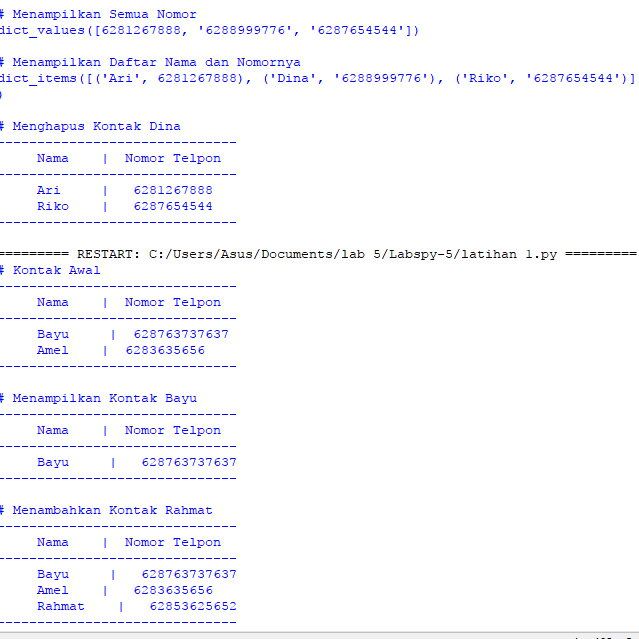 # Menampilkan Semua Nomor
dict_values([6281267888, '6288999776', '6287654544'])
# Menampilkan Daftar Nama dan Nomornya
dict_items([('Ari', 6281267888), ('Dina', '6288999776'), ('Riko', '6287654544')]
)
# Menghapus Kontak Dina
------------------------------
Nama | Nomor Telpon
------------------------------
Ari | 6281267888
Riko | 6287654544
------------------------------
========= RESTART: C:/Users/Asus/Documents/lab 5/Labspy-5/latihan 1.py =========
# Kontak Awal
------------------------------
Nama | Nomor Telpon
------------------------------
Bayu | 628763737637
Amel | 6283635656
------------------------------
# Menampilkan Kontak Bayu
------------------------------
Nama | Nomor Telpon
------------------------------
Bayu | 628763737637
------------------------------
# Menambahkan Kontak Rahmat
------------------------------
Nama | Nomor Telpon
------------------------------
Bayu | 628763737637
Amel | 6283635656
Rahmat | 62853625652
------------------------------